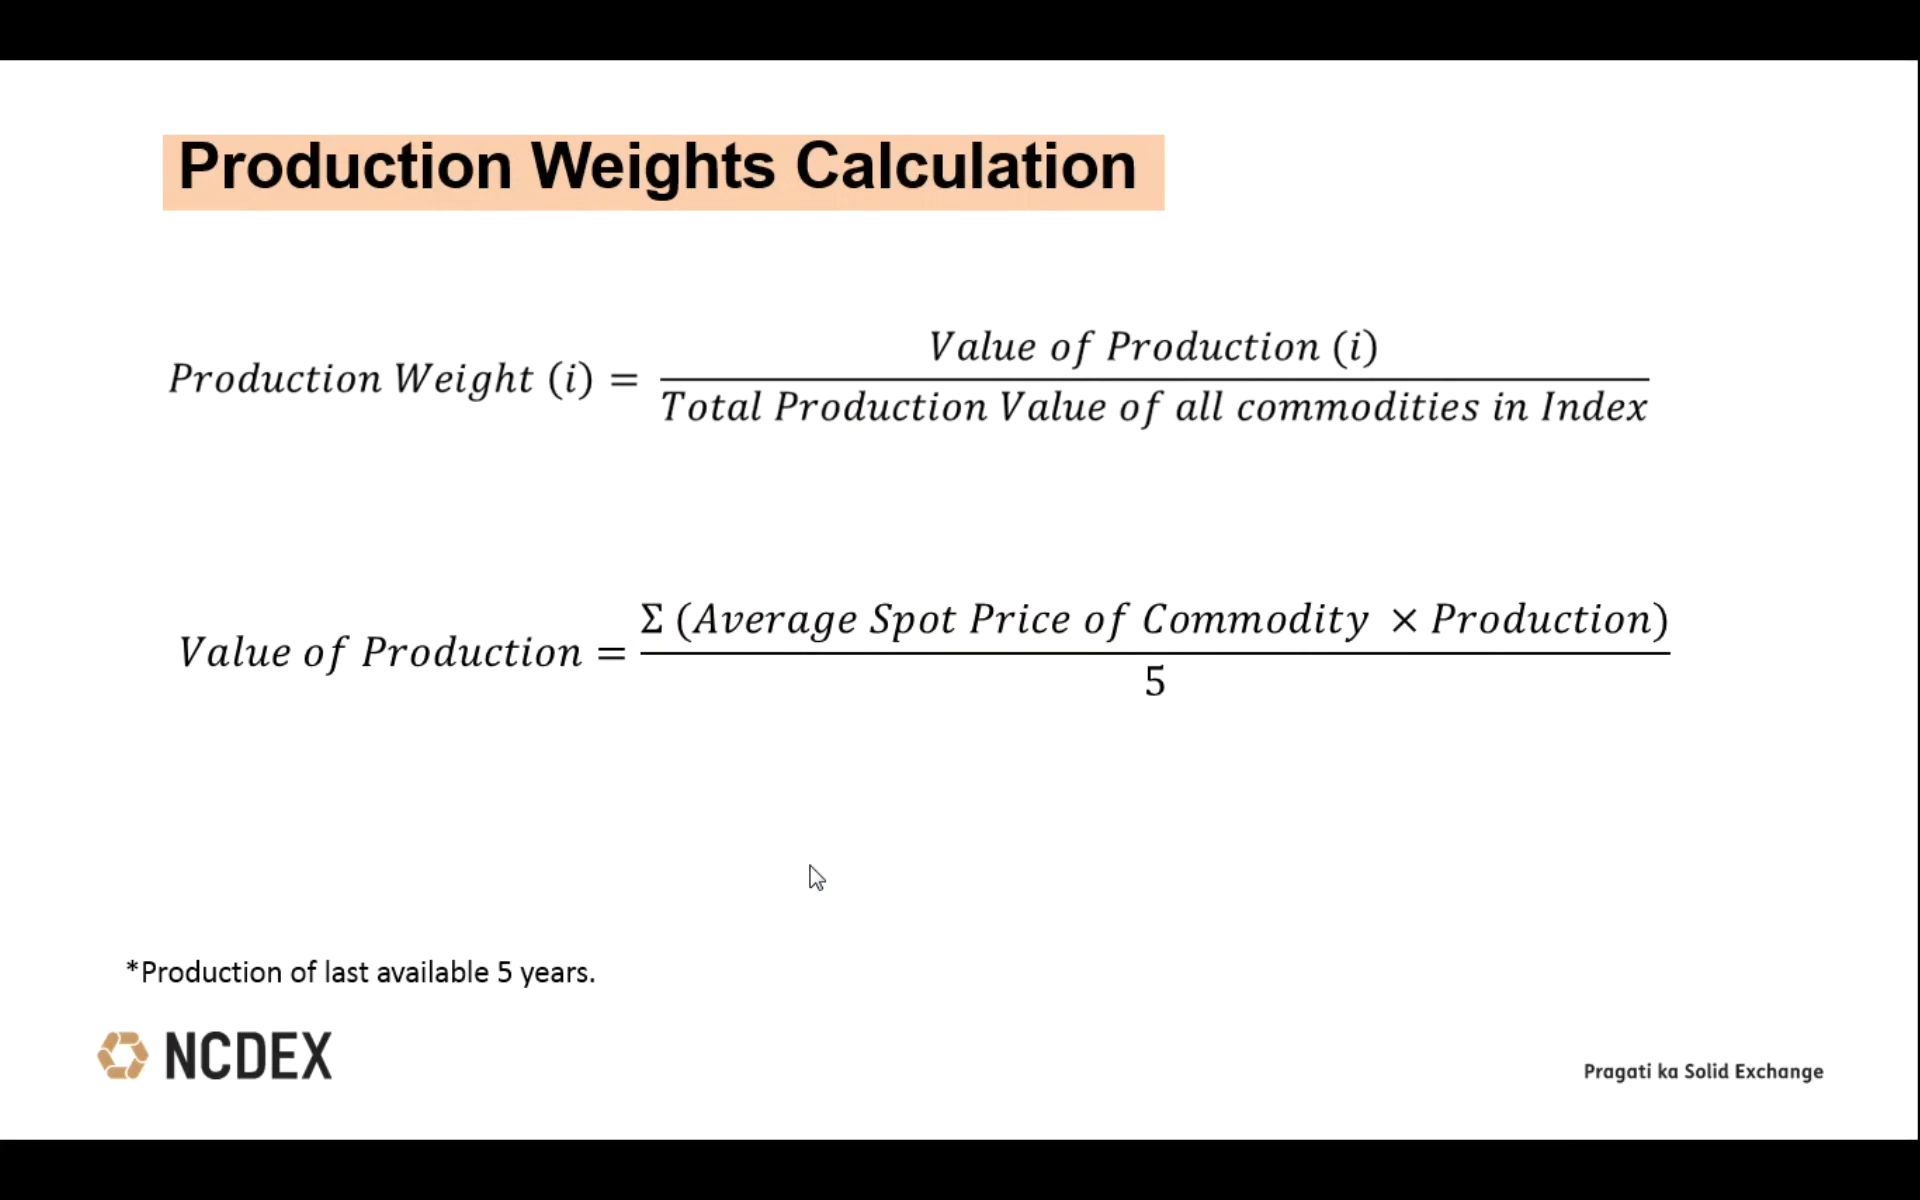 Production Weights Calculation
Production Weight (i) = Value of Production (i) / Total Production Value of all commodities in Index
Value of Production = Σ (Average Spot Price of Commodity × Production) / 5
*Production of last available 5 years.
NCDEX
Pragati ka Solid Exchange